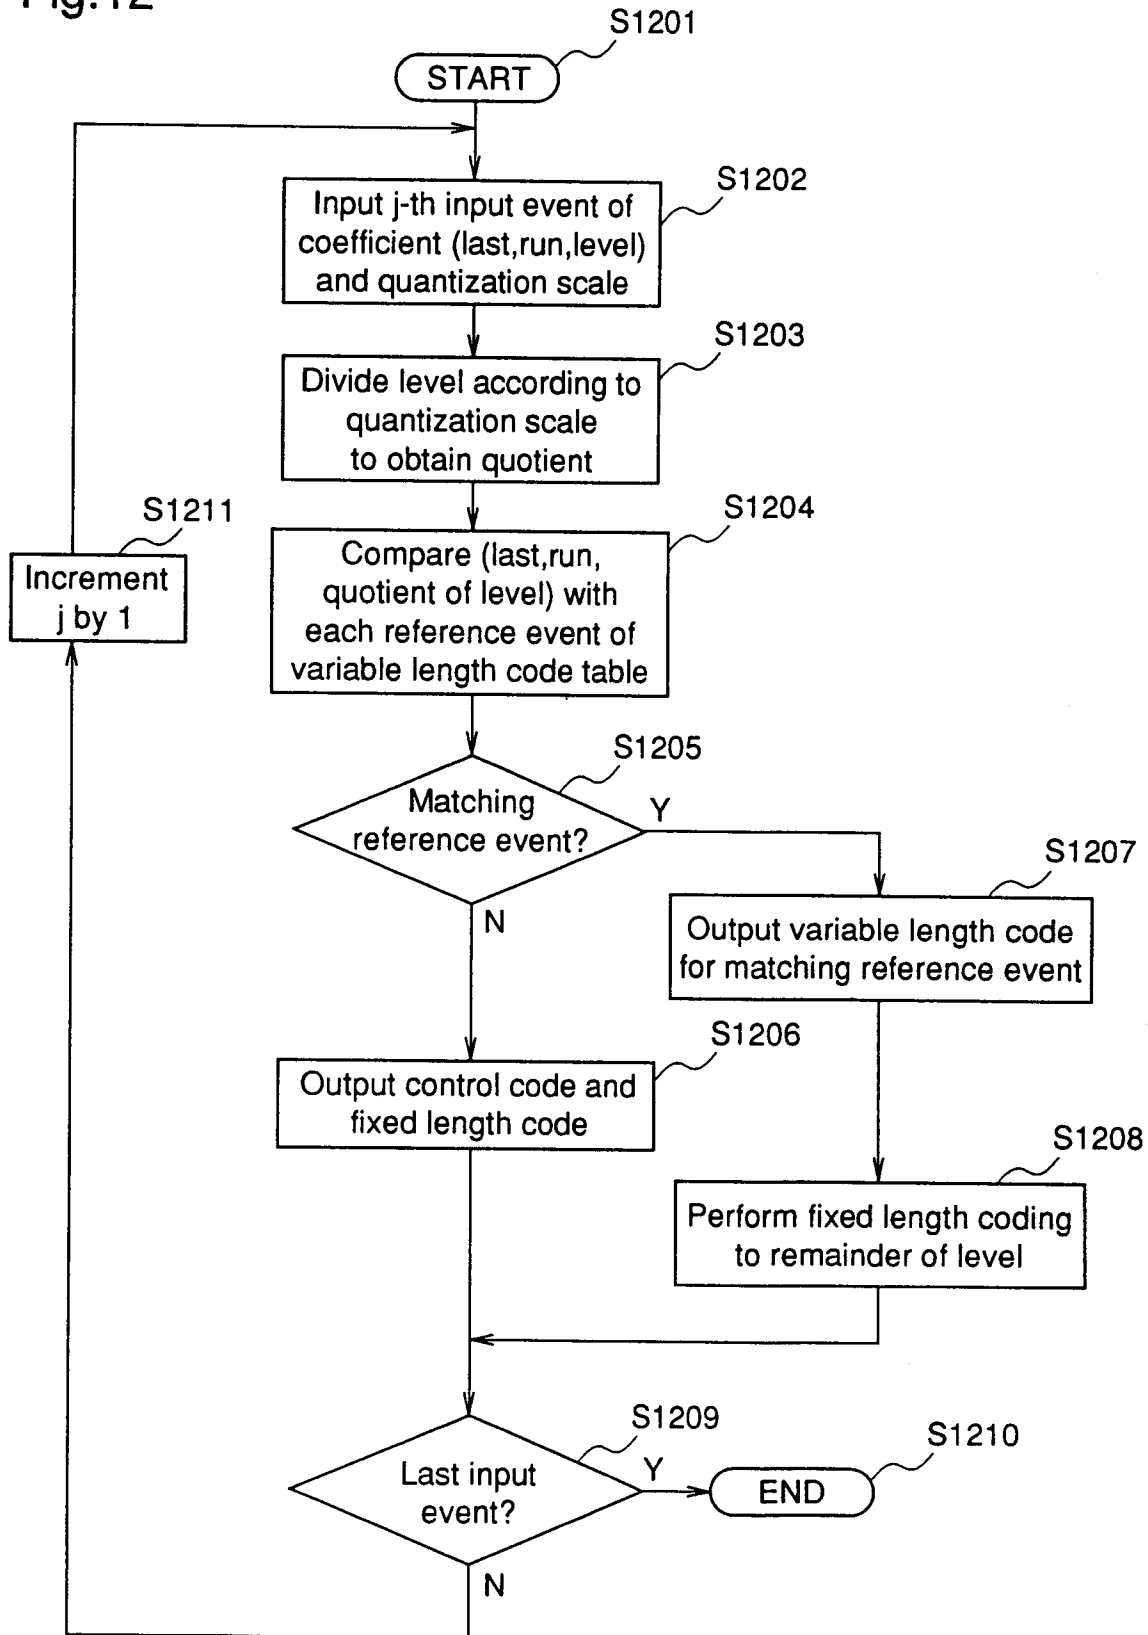 Fig.12
S1201
START
S1202
Input j-th input event of
coefficient (last,run,level)
and quantization scale
S1203
Divide level according to
quantization scale
to obtain quotient
S1211
Increment
j by 1
S1204
Compare (last,run,
quotient of level) with
each reference event of
variable length code table
S1205
Matching
reference event?
Y
N
S1207
Output variable length code
for matching reference event
S1206
Output control code and
fixed length code
S1208
Perform fixed length coding
to remainder of level
S1209
Last input
event?
Y
S1210
END
N